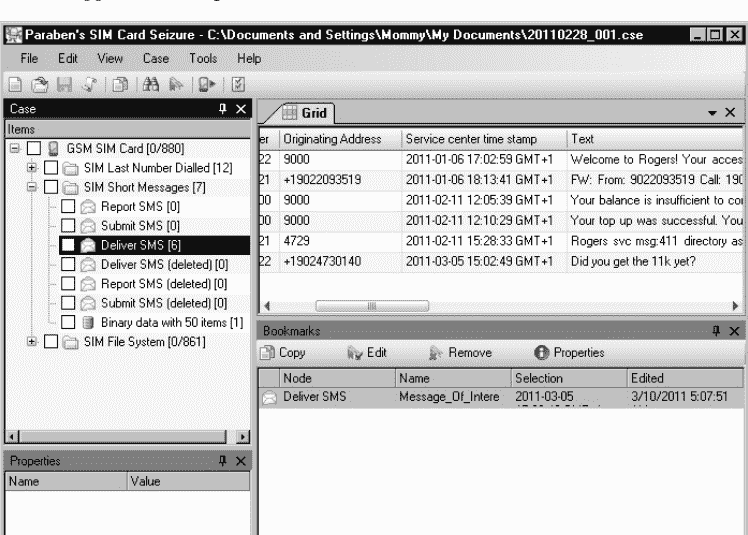 Paraben's SIM Card Seizure - C:\Documents and Settings\Mommy\My Documents\20110228_001.cse
File Edit View Case Tools Help
Case
Items
GSM SIM Card [0/880]
SIM Last Number Dialled [12]
SIM Short Messages [7]
Report SMS [0]
Submit SMS [0]
Deliver SMS [6]
Deliver SMS (deleted) [0]
Report SMS (deleted) [0]
Submit SMS (deleted) [0]
Binary data with 50 items [1]
SIM File System [0/861]
Properties
Name Value
Grid
er Originating Address Service center time stamp Text
22 9000 2011-01-06 17:02:59 GMT+1 Welcome to Rogers! Your acces
21 +19022093519 2011-01-06 18:13:41 GMT+1 FW: From: 9022093519 Call: 190
00 9000 2011-02-11 12:05:39 GMT+1 Your balance is insufficient to co
00 9000 2011-02-11 12:10:29 GMT+1 Your top up was successful. You
21 4729 2011-02-11 15:28:33 GMT+1 Rogers svc msg:411 directory as
22 +19024730140 2011-03-05 15:02:49 GMT+1 Did you get the 11k yet?
Bookmarks
Copy Edit Remove Properties
Node Name Selection Edited
Deliver SMS Message_Of_Intere 2011-03-05 3/10/2011 5:07:51